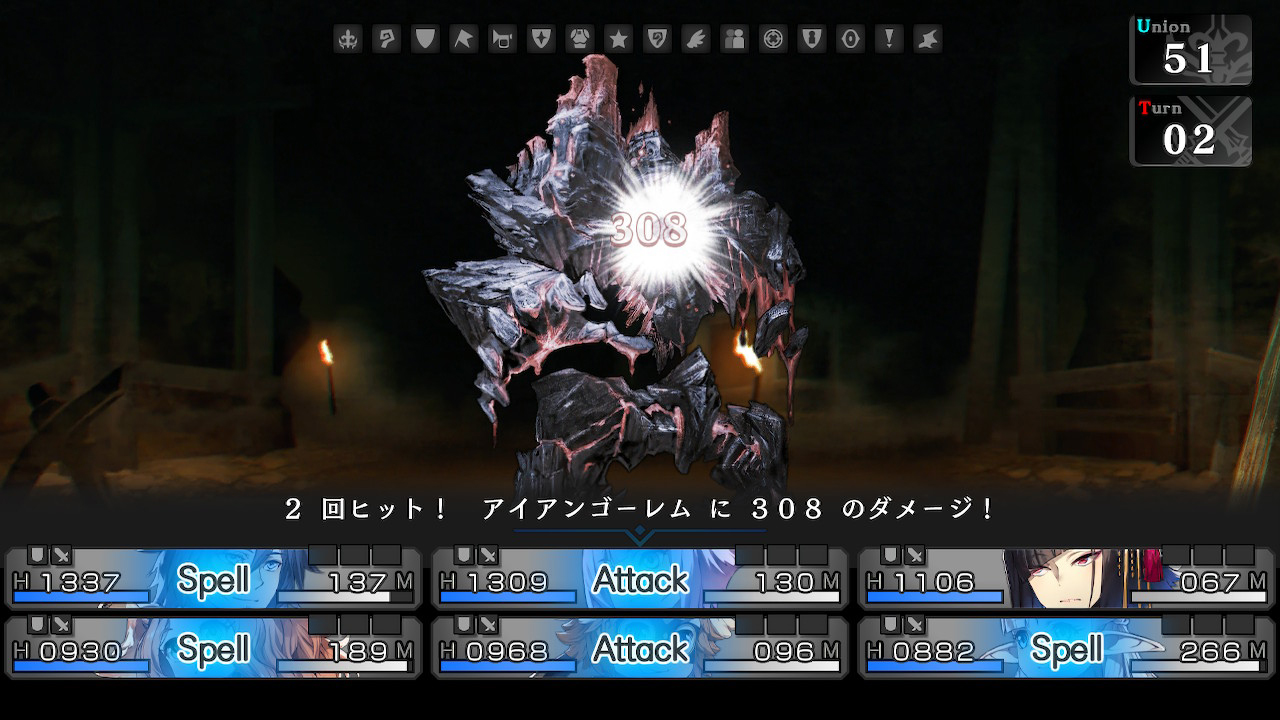 Union
51
Turn
02
308
2 回ヒット！ アイアンゴーレム に 308 のダメージ！
H 1337 Spell 137 M
H 1309 Attack 130 M
H 1106 067 M
H 0930 Spell 189 M
H 0968 Attack 096 M
H 0882 Spell 266 M